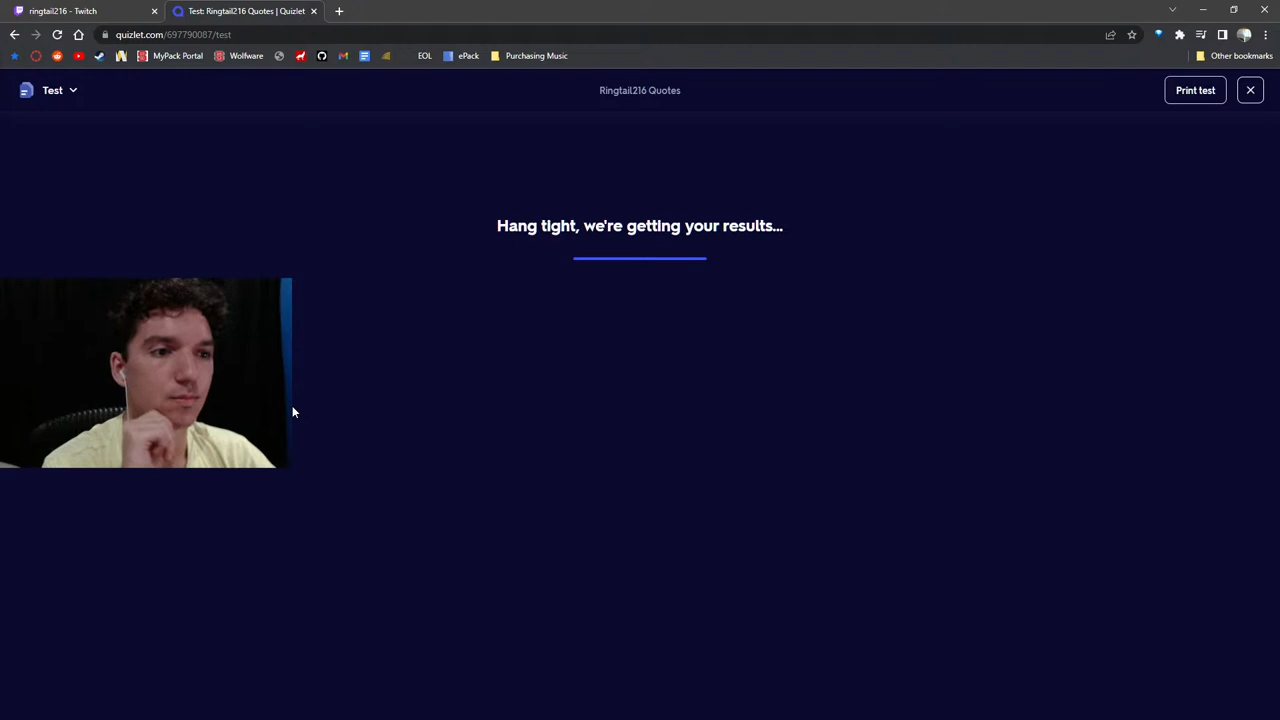 ringtail216 - Twitch
Test: Ringtail216 Quotes | Quizlet
quizlet.com/697790087/test
MyPack Portal
Wolfware
EOL
ePack
Purchasing Music
Other bookmarks
Test
Ringtail216 Quotes
Print test
Hang tight, we're getting your results...